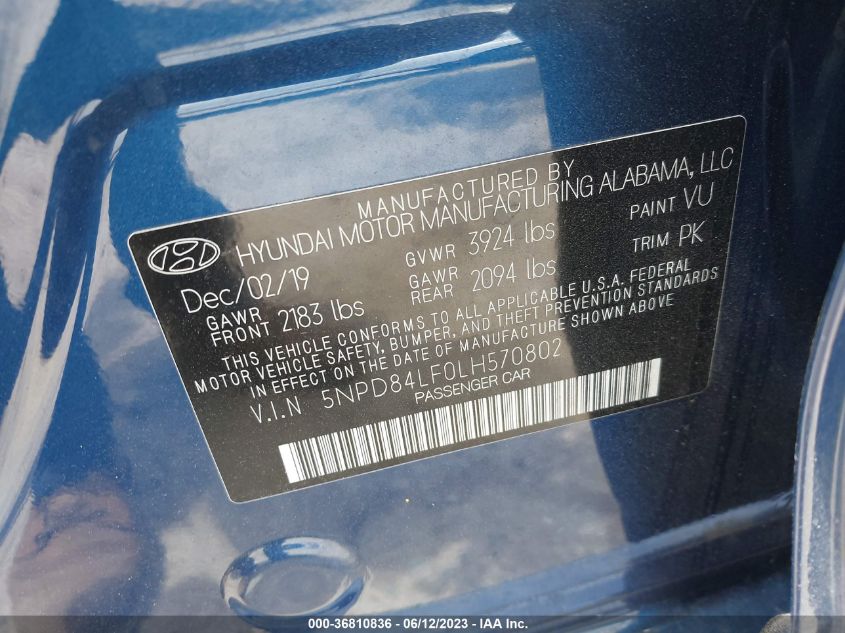 MANUFACTURED BY
HYUNDAI MOTOR MANUFACTURING ALABAMA, LLC
Dec/02/19 GVWR 3924 lbs PAINT VU
GAWR FRONT 2183 lbs GAWR REAR 2094 lbs TRIM PK
THIS VEHICLE CONFORMS TO ALL APPLICABLE U.S.A. FEDERAL
MOTOR VEHICLE SAFETY, BUMPER, AND THEFT PREVENTION STANDARDS
IN EFFECT ON THE DATE OF MANUFACTURE SHOWN ABOVE
V.I.N 5NPD84LF0LH570802
PASSENGER CAR
000-36810836 - 06/12/2023 - IAA Inc.